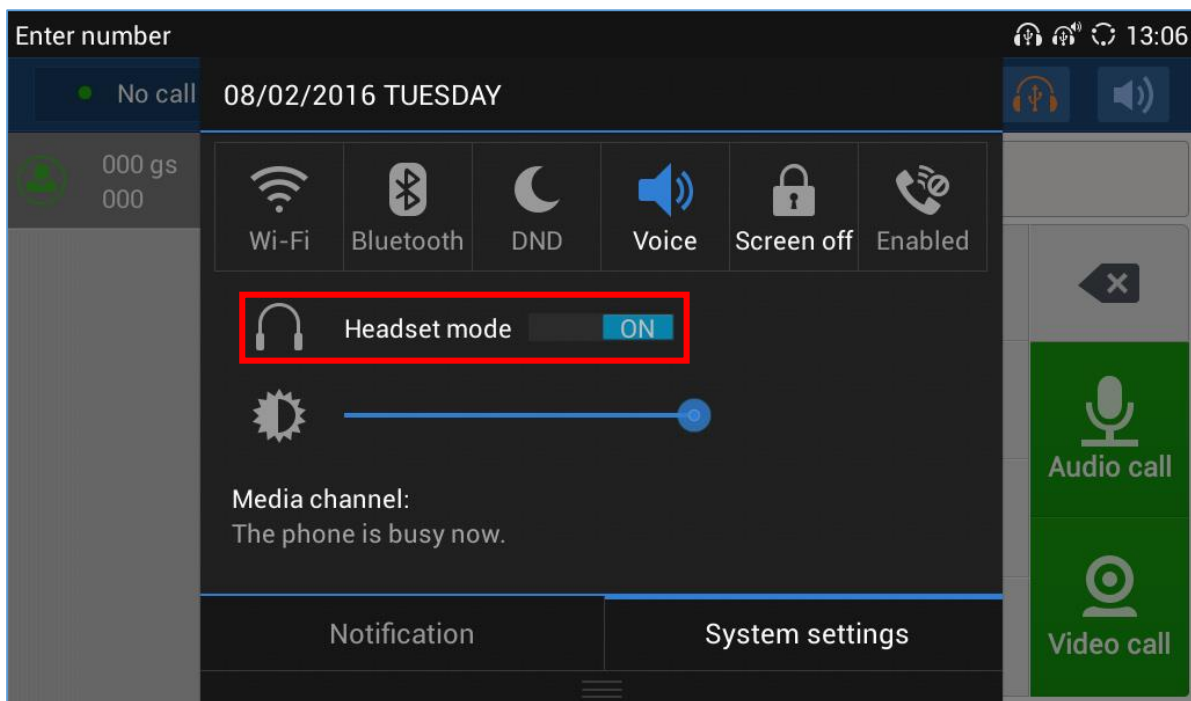 Enter number
13:06
No call
08/02/2016 TUESDAY
000 gs
000
Wi-Fi
Bluetooth
DND
Voice
Screen off
Enabled
Headset mode
ON
Media channel:
The phone is busy now.
Audio call
Video call
Notification
System settings